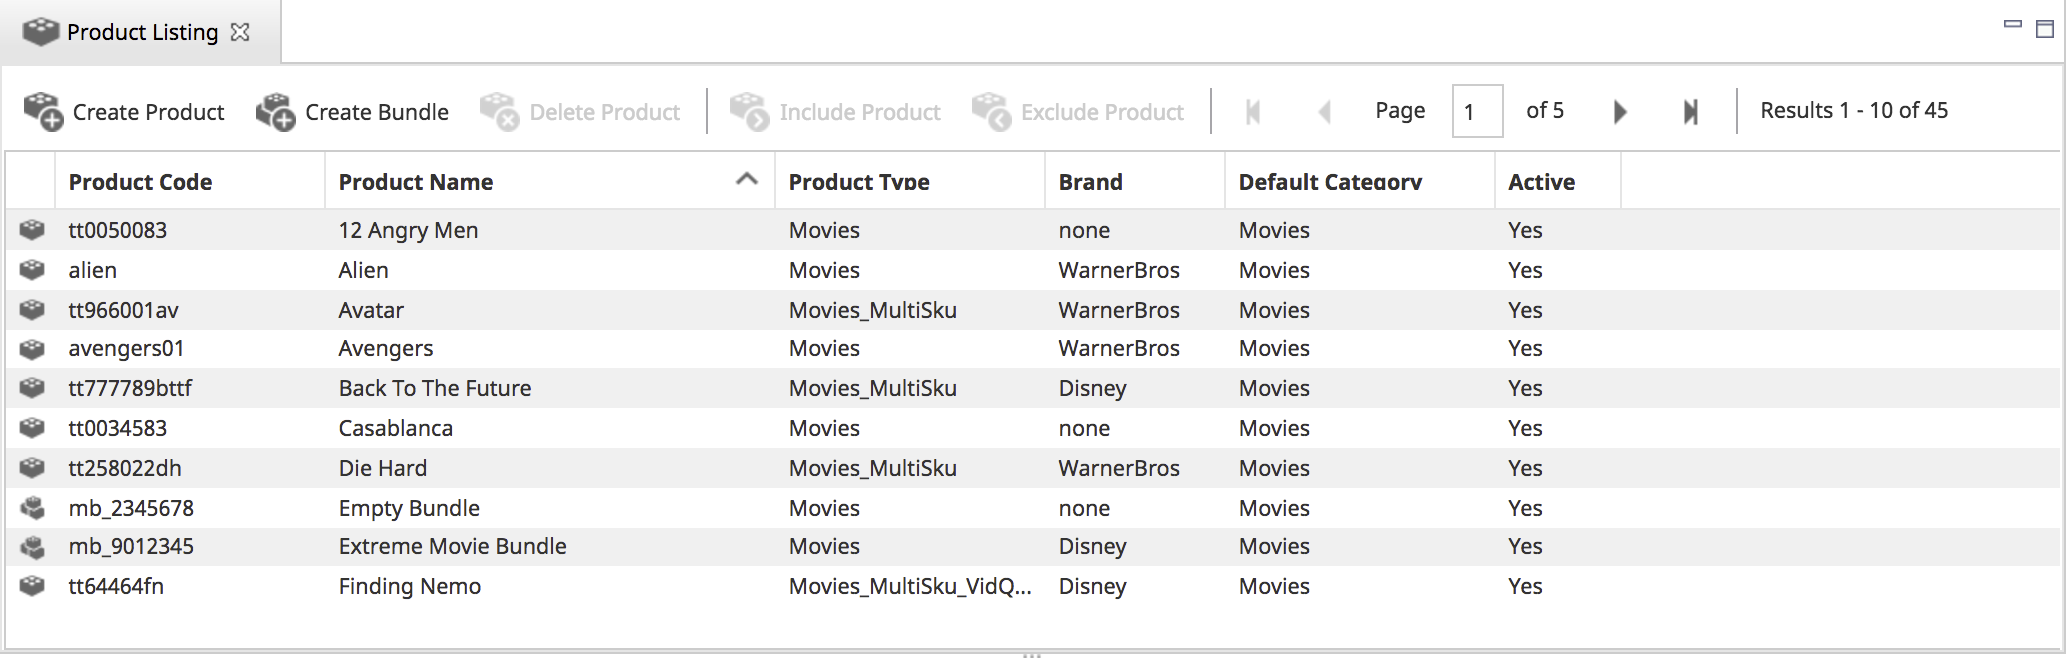 Product Listing
Create Product Create Bundle Delete Product Include Product Exclude Product Page 1 of 5 Results 1 - 10 of 45
Product Code Product Name Product Type Brand Default Category Active
tt0050083 12 Angry Men Movies none Movies Yes
alien Alien Movies WarnerBros Movies Yes
tt966001av Avatar Movies_MultiSku WarnerBros Movies Yes
avengers01 Avengers Movies WarnerBros Movies Yes
tt777789bttf Back To The Future Movies_MultiSku Disney Movies Yes
tt0034583 Casablanca Movies none Movies Yes
tt258022dh Die Hard Movies_MultiSku WarnerBros Movies Yes
mb_2345678 Empty Bundle Movies none Movies Yes
mb_9012345 Extreme Movie Bundle Movies Disney Movies Yes
tt64464fn Finding Nemo Movies_MultiSku_VidQ... Disney Movies Yes